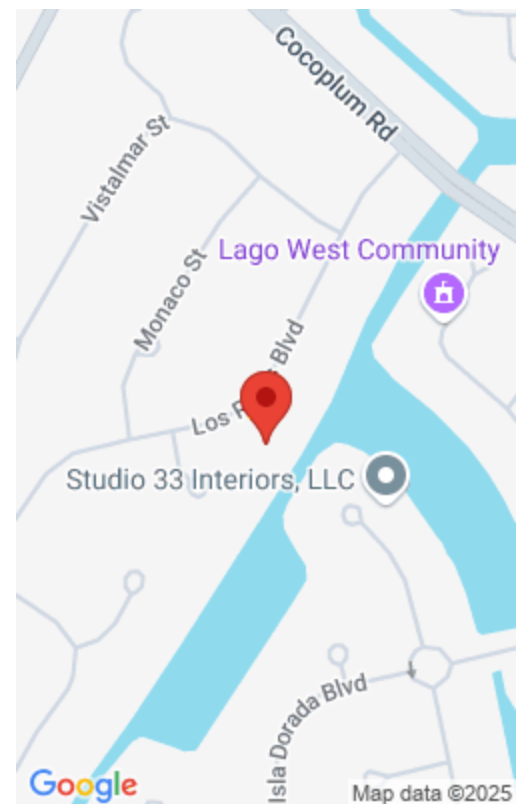 Cocoplum Rd
Vistalmar St
Lago West Community
Monaco St
Los Blvd
Studio 33 Interiors, LLC
Isla Dorada Blvd
Google
Map data ©2025